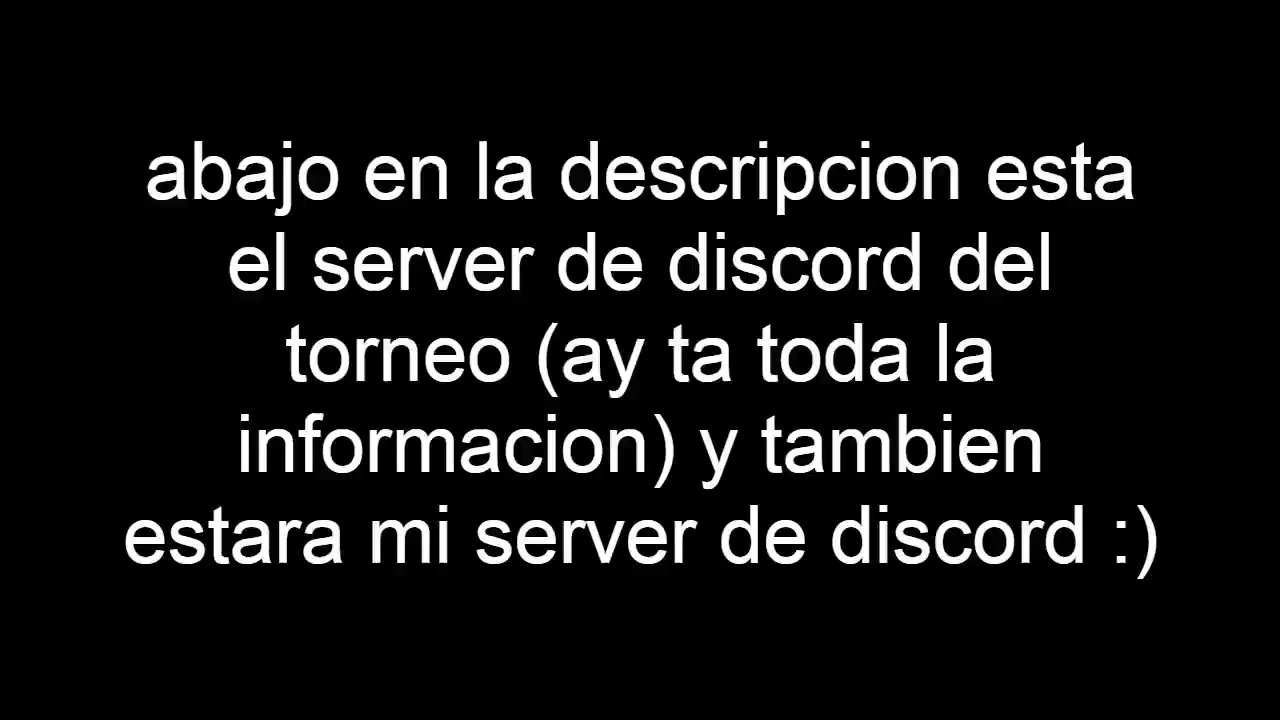 abajo en la descripcion esta
el server de discord del
torneo (ay ta toda la
informacion) y tambien
estara mi server de discord :)